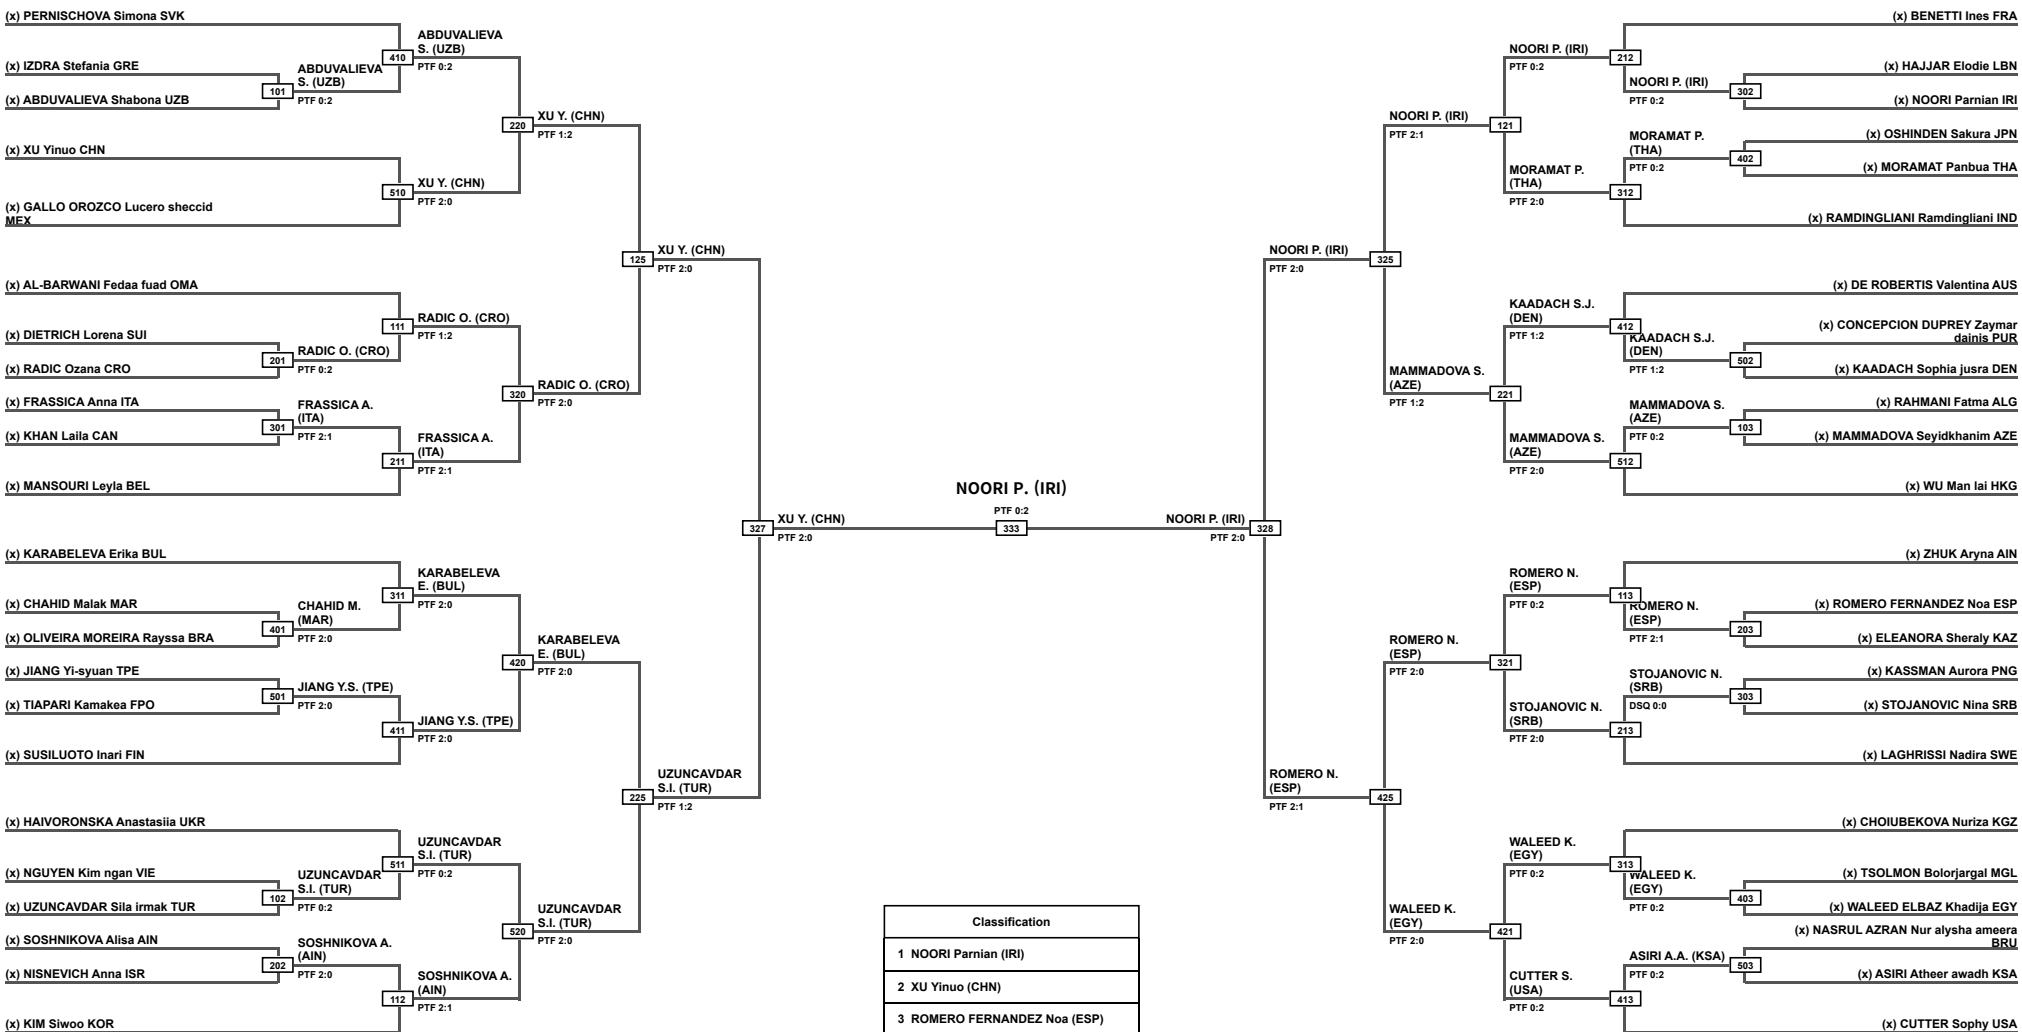 (x) PERNISCHOVA Simona SVK
(x) IZDRA Stefania GRE
(x) ABDUVALIEVA Shabona UZB
(x) XU Yinuo CHN
(x) GALLO OROZCO Lucero sheccid
MEX
(x) AL-BARWANI Fedaa fuad OMA
(x) DIETRICH Lorena SUI
(x) RADIC Ozana CRO
(x) FRASSICA Anna ITA
(x) KHAN Laila CAN
(x) MANSOURI Leyla BEL
(x) KARABELEVA Erika BUL
(x) CHAHID Malak MAR
(x) OLIVEIRA MOREIRA Rayssa BRA
(x) JIANG Yi-syuan TPE
(x) TIAPARI Kamakea FPO
(x) SUSILUOTO Inari FIN
(x) HAIVORONSKA Anastasiia UKR
(x) NGUYEN Kim ngan VIE
(x) UZUNCAVDAR Sila irmak TUR
(x) SOSHNIKOVA Alisa AIN
(x) NISNEVICH Anna ISR
(x) KIM Siwoo KOR
101
ABDUVALIEVA
S. (UZB)
PTF 0:2
201
RADIC O. (CRO)
PTF 0:2
301
FRASSICA A.
(ITA)
PTF 2:1
401
CHAHID M.
(MAR)
PTF 2:0
501
JIANG Y.S. (TPE)
PTF 2:0
102
UZUNCAVDAR
S.I. (TUR)
PTF 0:2
202
SOSHNIKOVA A.
(AIN)
PTF 2:0
410
ABDUVALIEVA
S. (UZB)
PTF 0:2
510
XU Y. (CHN)
PTF 2:0
111
RADIC O. (CRO)
PTF 1:2
211
FRASSICA A.
(ITA)
PTF 2:1
311
KARABELEVA
E. (BUL)
PTF 2:0
411
JIANG Y.S. (TPE)
PTF 2:0
511
UZUNCAVDAR
S.I. (TUR)
PTF 0:2
112
SOSHNIKOVA A.
(AIN)
PTF 2:1
220
XU Y. (CHN)
PTF 1:2
320
RADIC O. (CRO)
PTF 2:0
420
KARABELEVA
E. (BUL)
PTF 2:0
520
UZUNCAVDAR
S.I. (TUR)
PTF 2:0
125
XU Y. (CHN)
PTF 2:0
225
UZUNCAVDAR
S.I. (TUR)
PTF 1:2
327
XU Y. (CHN)
PTF 2:0
NOORI P. (IRI)
PTF 0:2
333
NOORI P. (IRI)
PTF 2:0
328
NOORI P. (IRI)
PTF 2:0
325
ROMERO N.
(ESP)
PTF 2:1
425
NOORI P. (IRI)
PTF 2:1
121
MAMMADOVA S.
(AZE)
PTF 1:2
221
ROMERO N.
(ESP)
PTF 2:0
321
WALEED K.
(EGY)
PTF 2:0
421
NOORI P. (IRI)
PTF 0:2
212
MORAMAT P.
(THA)
PTF 2:0
312
KAADACH S.J.
(DEN)
PTF 1:2
412
MAMMADOVA S.
(AZE)
PTF 2:0
512
ROMERO N.
(ESP)
PTF 0:2
113
STOJANOVIC N.
(SRB)
PTF 2:0
213
WALEED K.
(EGY)
PTF 0:2
313
CUTTER S.
(USA)
PTF 0:2
413
NOORI P. (IRI)
PTF 0:2
302
MORAMAT P.
(THA)
PTF 0:2
402
KAADACH S.J.
(DEN)
PTF 1:2
502
MAMMADOVA S.
(AZE)
PTF 0:2
103
ROMERO N.
(ESP)
PTF 2:1
203
STOJANOVIC N.
(SRB)
DSQ 0:0
303
WALEED K.
(EGY)
PTF 0:2
403
ASIRI A.A. (KSA)
PTF 0:2
503
(x) BENETTI Ines FRA
(x) HAJJAR Elodie LBN
(x) NOORI Parnian IRI
(x) OSHINDEN Sakura JPN
(x) MORAMAT Panbua THA
(x) RAMDINGLIANI Ramdingliani IND
(x) DE ROBERTIS Valentina AUS
(x) CONCEPCION DUPREY Zaymar
dainis PUR
(x) KAADACH Sophia jusra DEN
(x) RAHMANI Fatma ALG
(x) MAMMADOVA Seyidkhanim AZE
(x) WU Man lai HKG
(x) ZHUK Aryna AIN
(x) ROMERO FERNANDEZ Noa ESP
(x) ELEANORA Sheraly KAZ
(x) KASSMAN Aurora PNG
(x) STOJANOVIC Nina SRB
(x) LAGHRISSI Nadira SWE
(x) CHOIUBEKOVA Nuriza KGZ
(x) TSOLMON Bolorjargal MGL
(x) WALEED ELBAZ Khadija EGY
(x) NASRUL AZRAN Nur alysha ameera
BRU
(x) ASIRI Atheer awadh KSA
(x) CUTTER Sophy USA
Classification
1 NOORI Parnian (IRI)
2 XU Yinuo (CHN)
3 ROMERO FERNANDEZ Noa (ESP)